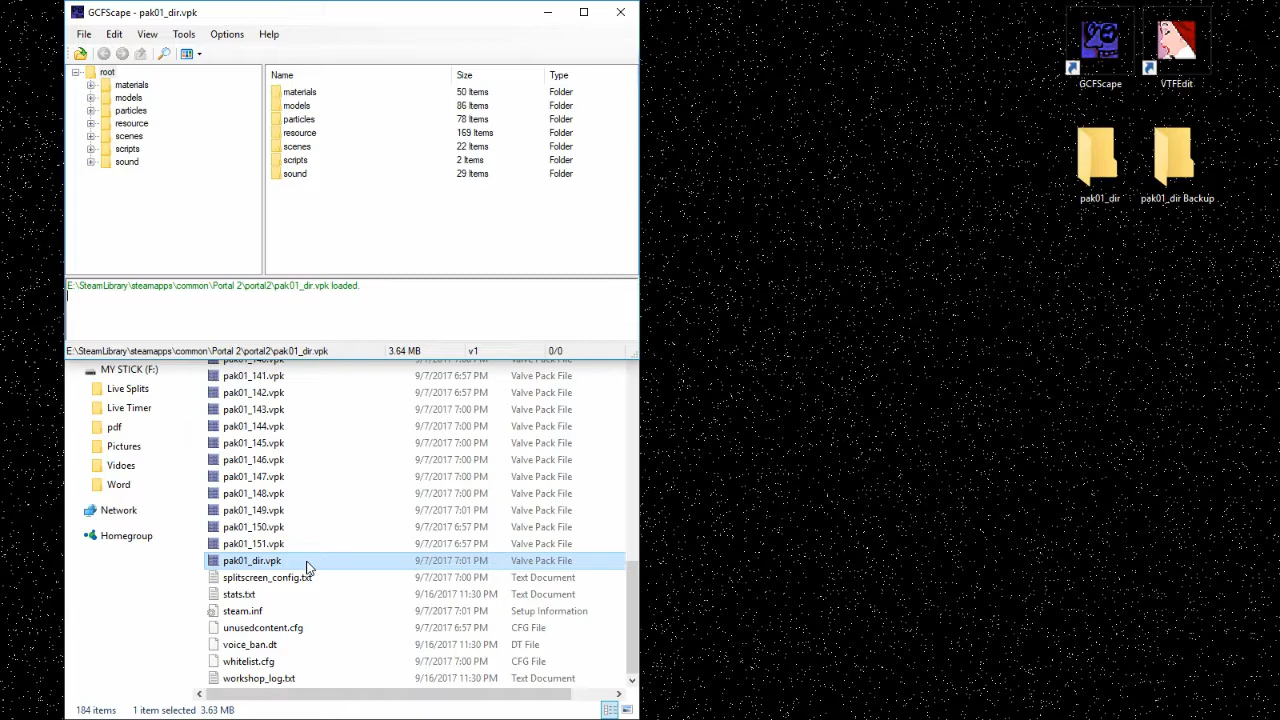 GCFScape - pak01_dir.vpk
File Edit View Tools Options Help
root
materials
models
particles
resource
scenes
scripts
sound
Name Size Type
materials 50 Items Folder
models 86 Items Folder
particles 78 Items Folder
resource 169 Items Folder
scenes 22 Items Folder
scripts 2 Items Folder
sound 29 Items Folder
E:\SteamLibrary\steamapps\common\Portal 2\portal2\pak01_dir.vpk loaded.
E:\SteamLibrary\steamapps\common\Portal 2\portal2\pak01_dir.vpk 3.64 MB v1 0/0
MY STICK (F:)
Live Splits
Live Timer
pdf
Pictures
Vidoes
Word
Network
Homegroup
pak01_141.vpk 9/7/2017 6:57 PM Valve Pack File
pak01_142.vpk 9/7/2017 6:57 PM Valve Pack File
pak01_143.vpk 9/7/2017 7:00 PM Valve Pack File
pak01_144.vpk 9/7/2017 7:00 PM Valve Pack File
pak01_145.vpk 9/7/2017 7:00 PM Valve Pack File
pak01_146.vpk 9/7/2017 7:00 PM Valve Pack File
pak01_147.vpk 9/7/2017 7:00 PM Valve Pack File
pak01_148.vpk 9/7/2017 7:00 PM Valve Pack File
pak01_149.vpk 9/7/2017 7:00 PM Valve Pack File
pak01_150.vpk 9/7/2017 6:57 PM Valve Pack File
pak01_151.vpk 9/7/2017 6:57 PM Valve Pack File
pak01_dir.vpk 9/7/2017 7:01 PM Valve Pack File
splitscreen_config.txt 9/7/2017 7:00 PM Text Document
stats.txt 9/16/2017 11:30 PM Text Document
steam.inf 9/7/2017 7:01 PM Setup Information
unusedcontent.cfg 9/7/2017 6:57 PM CFG File
voice_ban.dt 9/16/2017 11:30 PM DT File
whitelist.cfg 9/7/2017 7:00 PM CFG File
workshop_log.txt 9/16/2017 11:30 PM Text Document
184 items 1 item selected 3.63 MB
GCFScape
VTFEdit
pak01_dir
pak01_dir Backup